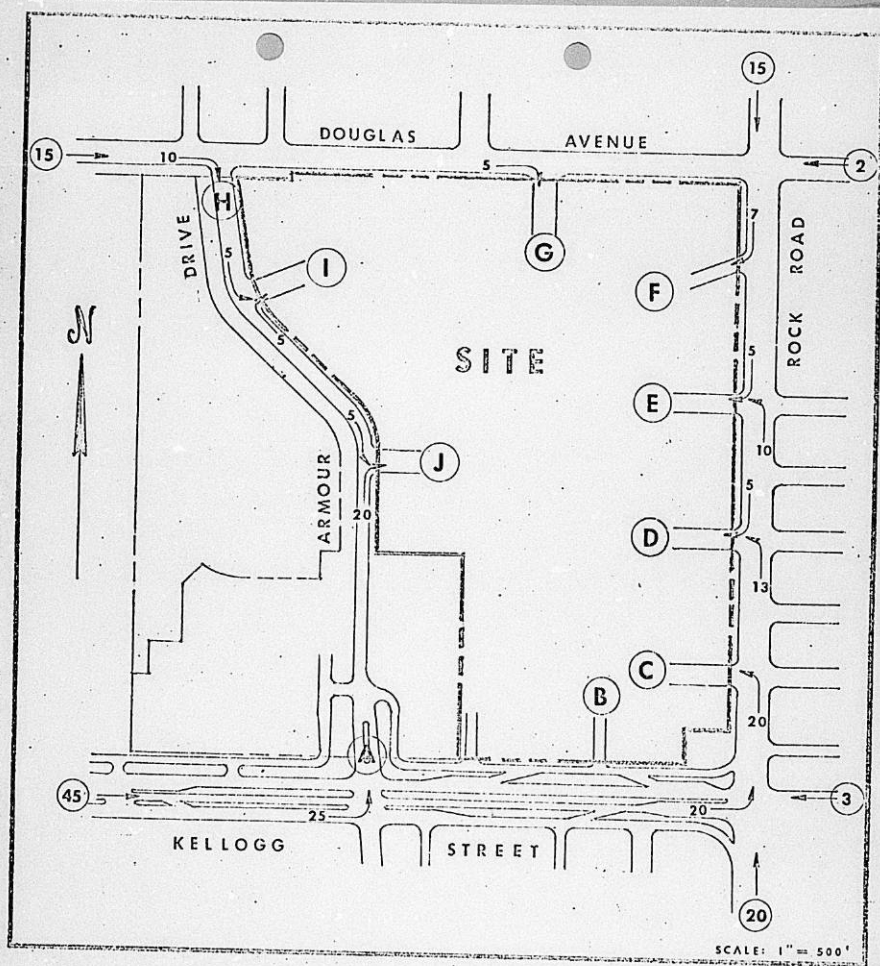 15
DOUGLAS AVENUE
15
10
5
2
H
7
DRIVE
5
I
G
F
ROCK ROAD
N
5
SITE
5
E
5
10
J
5
ARMOUR
20
D
13
C
B
20
A
45
25
20
3
KELLOGG STREET
20
SCALE: 1" = 500'